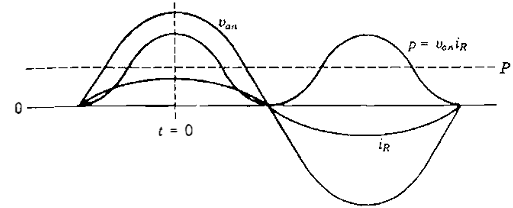 v_an
p = v_an i_R
P
0
t = 0
i_R